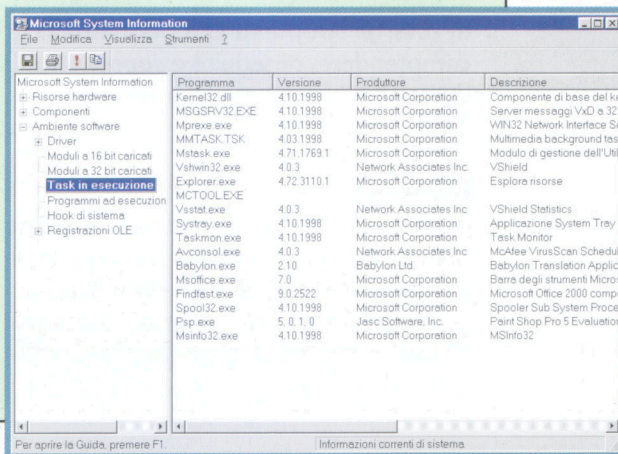 Microsoft System Information
File Modifica Visualizza Strumenti ?
Microsoft System Information
Risorse hardware
Componenti
Ambiente software
Driver
Moduli a 16 bit caricati
Moduli a 32 bit caricati
Task in esecuzione
Programmi ad esecuzion
Hook di sistema
Registrazioni OLE
Programma Versione Produttore Descrizione
Kernel32.dll 4.10.1998 Microsoft Corporation Componente di base del ke
MSGSRV32.EXE 4.10.1998 Microsoft Corporation Server messaggi VxD a 32
Mprexe.exe 4.10.1998 Microsoft Corporation WIN32 Network Interface Se
MMTASK.TSK 4.03.1998 Microsoft Corporation Multimedia background tas
Mstask.exe 4.71.1769.1 Microsoft Corporation Modulo di gestione dell'Util
Vshwin32.exe 4.0.3 Network Associates Inc. VShield
Explorer.exe 4.72.3110.1 Microsoft Corporation Esplora risorse
MCTOOL.EXE
Vsstat.exe 4.0.3 Network Associates Inc VShield Statistics
Systray.exe 4.10.1998 Microsoft Corporation Applicazione System Tray
Taskmon.exe 4.10.1998 Microsoft Corporation Task Monitor
Avconsol.exe 4.0.3 Network Associates Inc McAfee VirusScan Schedul
Babylon.exe 2.10 Babylon Ltd. Babylon Translation Applic
Msoffice.exe 7.0 Microsoft Corporation Barra degli strumenti Micros
Findfast.exe 9.0.2522 Microsoft Corporation Microsoft Office 2000 comp
Spool32.exe 4.10.1998 Microsoft Corporation Spooler Sub System Proce
Psp.exe 5, 0, 1, 0 Jasc Software, Inc. Paint Shop Pro 5 Evaluation
Msinfo32.exe 4.10.1998 Microsoft Corporation MSInfo32
Per aprire la Guida, premere F1. Informazioni correnti di sistema